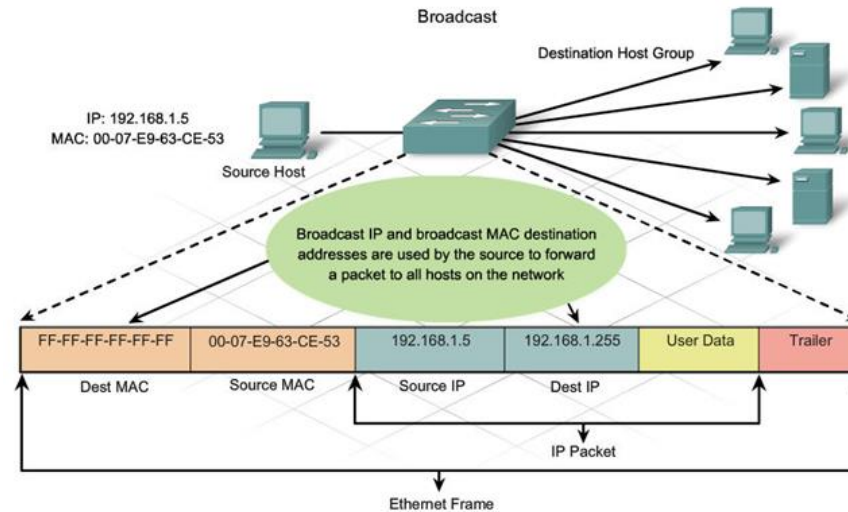 Broadcast
Destination Host Group
IP: 192.168.1.5
MAC: 00-07-E9-63-CE-53
Source Host
Broadcast IP and broadcast MAC destination
addresses are used by the source to forward
a packet to all hosts on the network
FF-FF-FF-FF-FF-FF 00-07-E9-63-CE-53 192.168.1.5 192.168.1.255 User Data Trailer
Dest MAC Source MAC Source IP Dest IP
IP Packet
Ethernet Frame